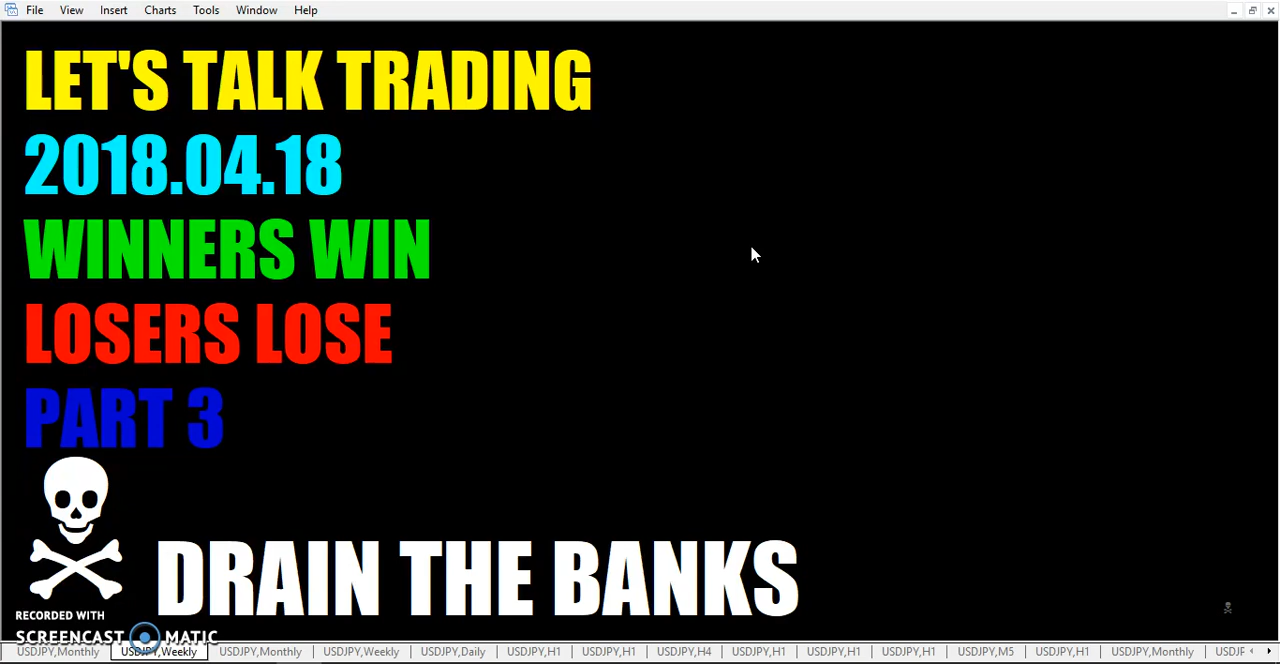 File View Insert Charts Tools Window Help
LET'S TALK TRADING
2018.04.18
WINNERS WIN
LOSERS LOSE
PART 3
DRAIN THE BANKS
RECORDED WITH
SCREENCAST MATIC
USDJPY,Monthly USDJPY,Weekly USDJPY,Monthly USDJPY,Weekly USDJPY,Daily USDJPY,H1 USDJPY,H1 USDJPY,H4 USDJPY,H1 USDJPY,H1 USDJPY,H1 USDJPY,M5 USDJPY,H1 USDJPY,Monthly